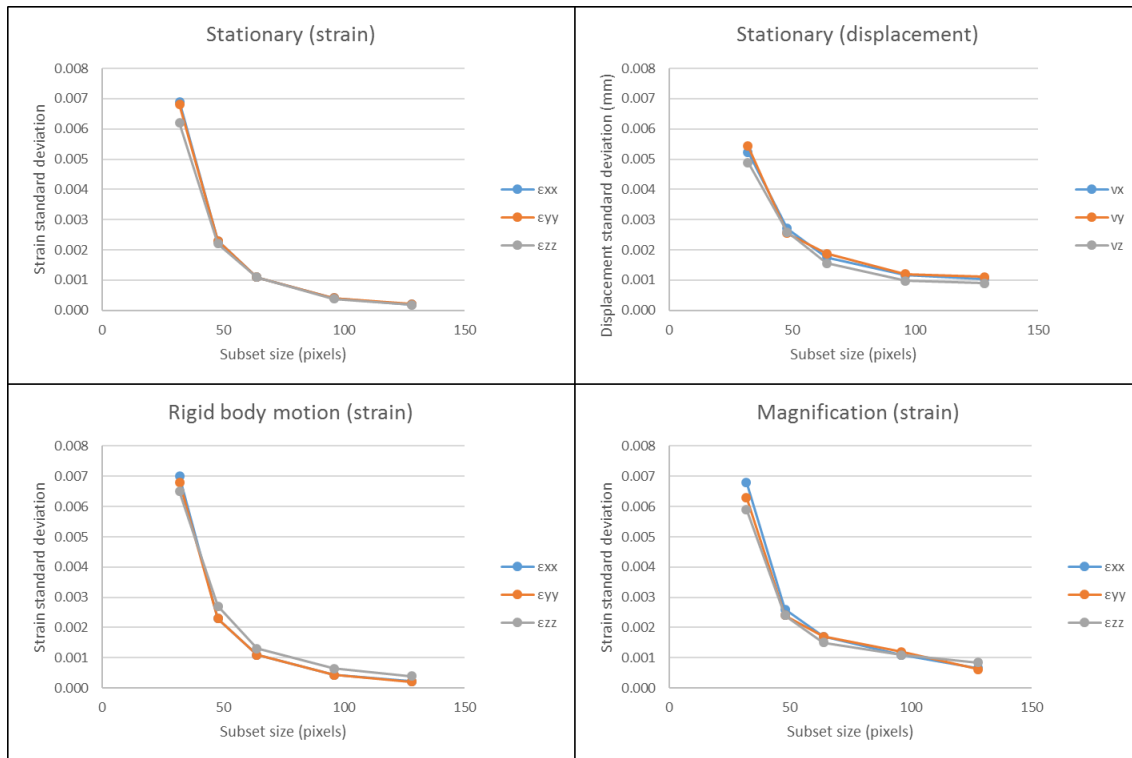 Stationary (strain)
Strain standard deviation
0.008
0.007
0.006
0.005
0.004
0.003
0.002
0.001
0.000
0 50 100 150
Subset size (pixels)
εxx
εyy
εzz
Stationary (displacement)
Displacement standard deviation (mm)
0.008
0.007
0.006
0.005
0.004
0.003
0.002
0.001
0.000
0 50 100 150
Subset size (pixels)
vx
vy
vz
Rigid body motion (strain)
Strain standard deviation
0.008
0.007
0.006
0.005
0.004
0.003
0.002
0.001
0.000
0 50 100 150
Subset size (pixels)
εxx
εyy
εzz
Magnification (strain)
Strain standard deviation
0.008
0.007
0.006
0.005
0.004
0.003
0.002
0.001
0.000
0 50 100 150
Subset size (pixels)
εxx
εyy
εzz